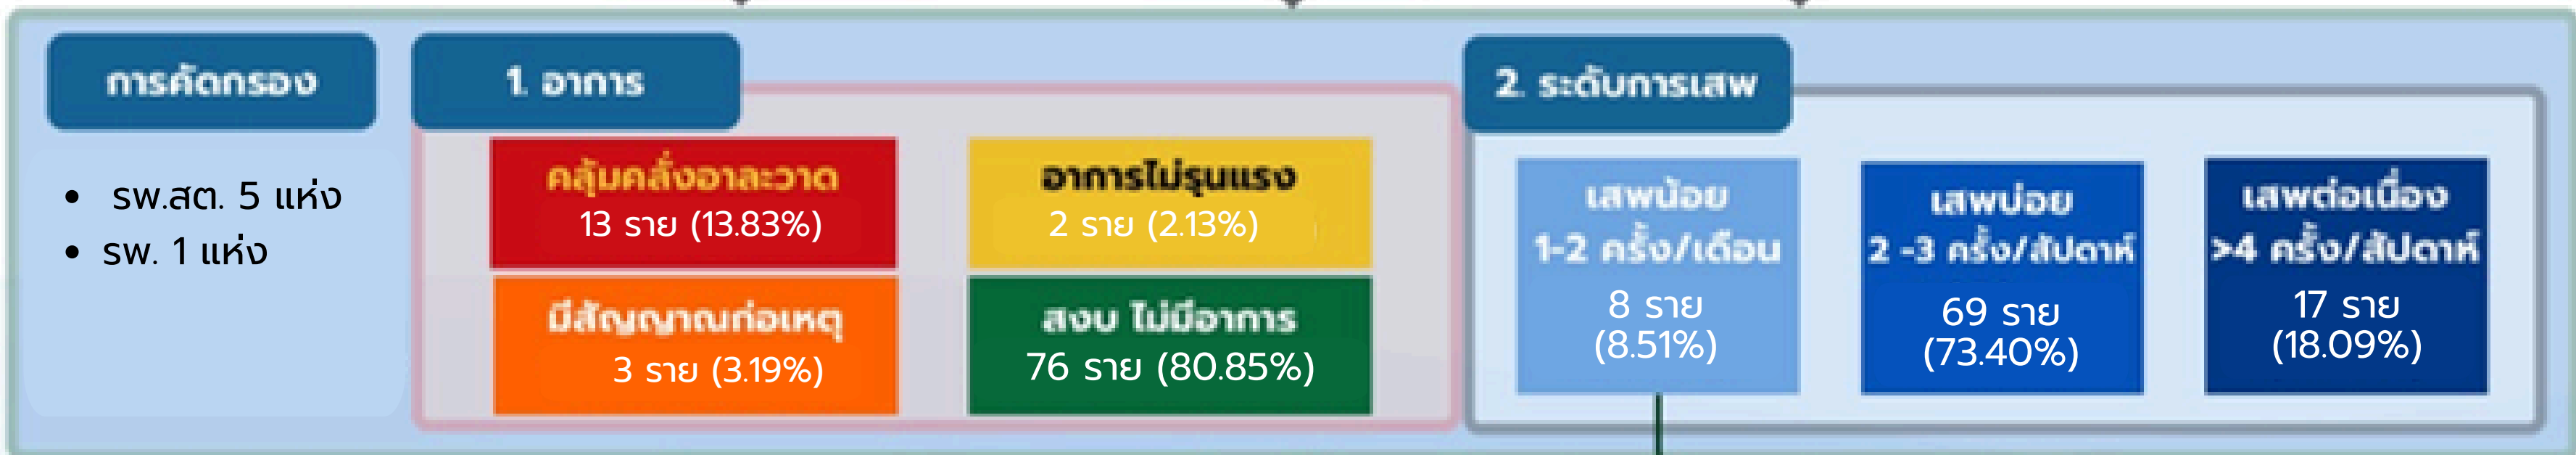 การคัดกรอง
• รพ.สต. 5 แห่ง
• รพ. 1 แห่ง
1. อาการ
คลุ้มคลั่งอาละวาด
13 ราย (13.83%)
อาการไม่รุนแรง
2 ราย (2.13%)
มีสัญญาณก่อเหตุ
3 ราย (3.19%)
สงบ ไม่มีอาการ
76 ราย (80.85%)
2. ระดับการเสพ
เสพน้อย
1-2 ครั้ง/เดือน
8 ราย
(8.51%)
เสพบ่อย
2 -3 ครั้ง/สัปดาห์
69 ราย
(73.40%)
เสพต่อเนื่อง
>4 ครั้ง/สัปดาห์
17 ราย
(18.09%)